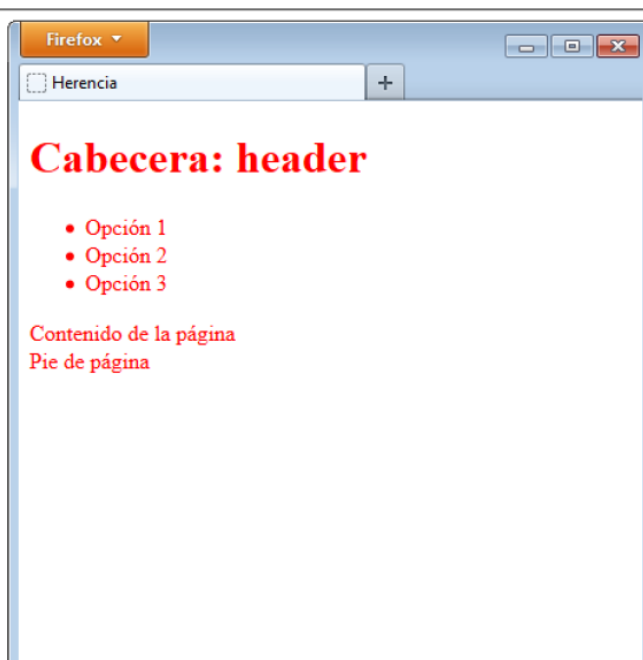 Firefox
Herencia
Cabecera: header
Opción 1
Opción 2
Opción 3
Contenido de la página
Pie de página